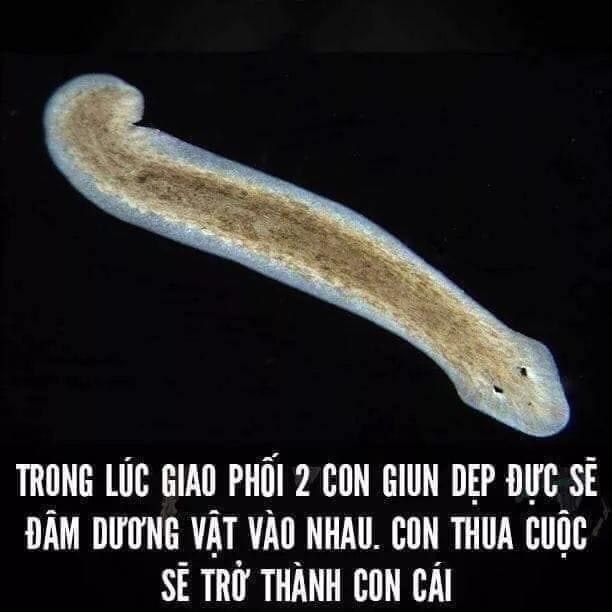 TRONG LÚC GIAO PHỐI 2 CON GIUN DẸP ĐỰC SẼ
ĐÂM DƯƠNG VẬT VÀO NHAU. CON THUA CUỘC
SẼ TRỞ THÀNH CON CÁI